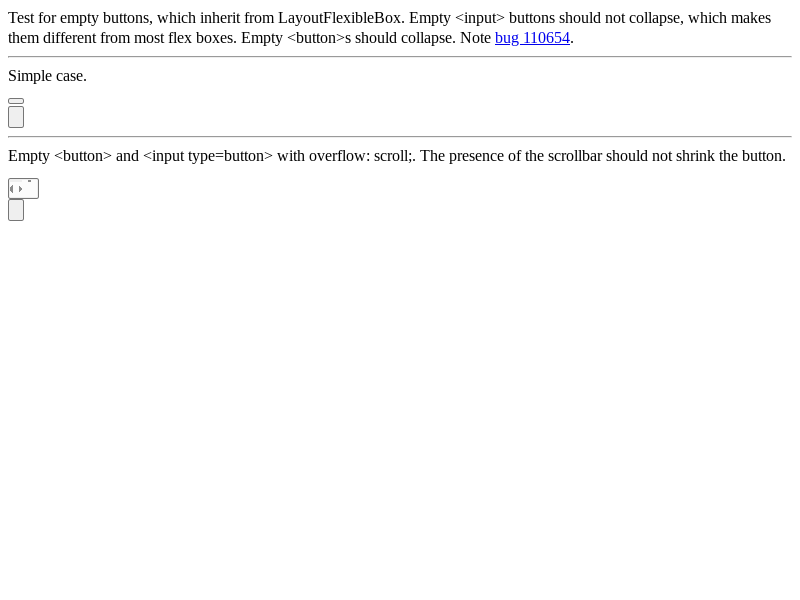 Test for empty buttons, which inherit from LayoutFlexibleBox. Empty <input> buttons should not collapse, which makes
them different from most flex boxes. Empty <button>s should collapse. Note bug 110654.
Simple case.
Empty <button> and <input type=button> with overflow: scroll;. The presence of the scrollbar should not shrink the button.